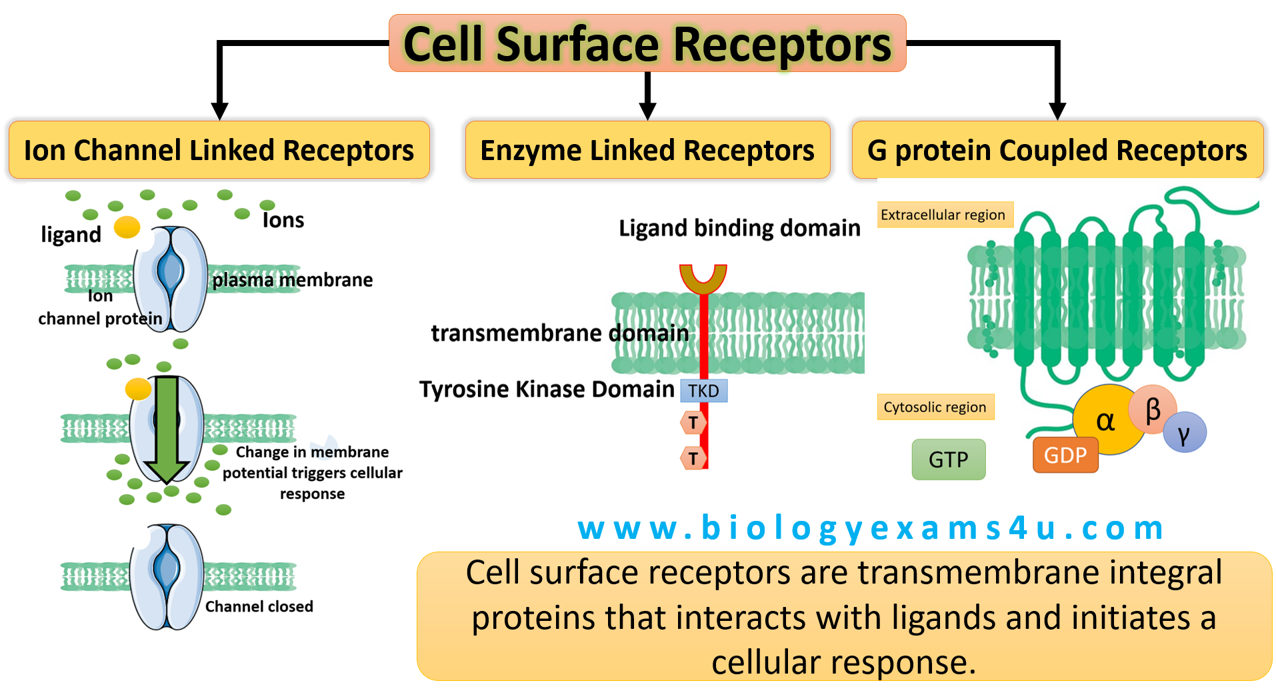 Cell Surface Receptors
Ion Channel Linked Receptors
Ions
ligand
plasma membrane
Ion
channel protein
Change in membrane
potential triggers cellular
response
Channel closed
Enzyme Linked Receptors
Ligand binding domain
transmembrane domain
Tyrosine Kinase Domain
TKD
T
T
G protein Coupled Receptors
Extracellular region
Cytosolic region
α
β
γ
GDP
GTP
www.biologyexams4u.com
Cell surface receptors are transmembrane integral
proteins that interacts with ligands and initiates a
cellular response.